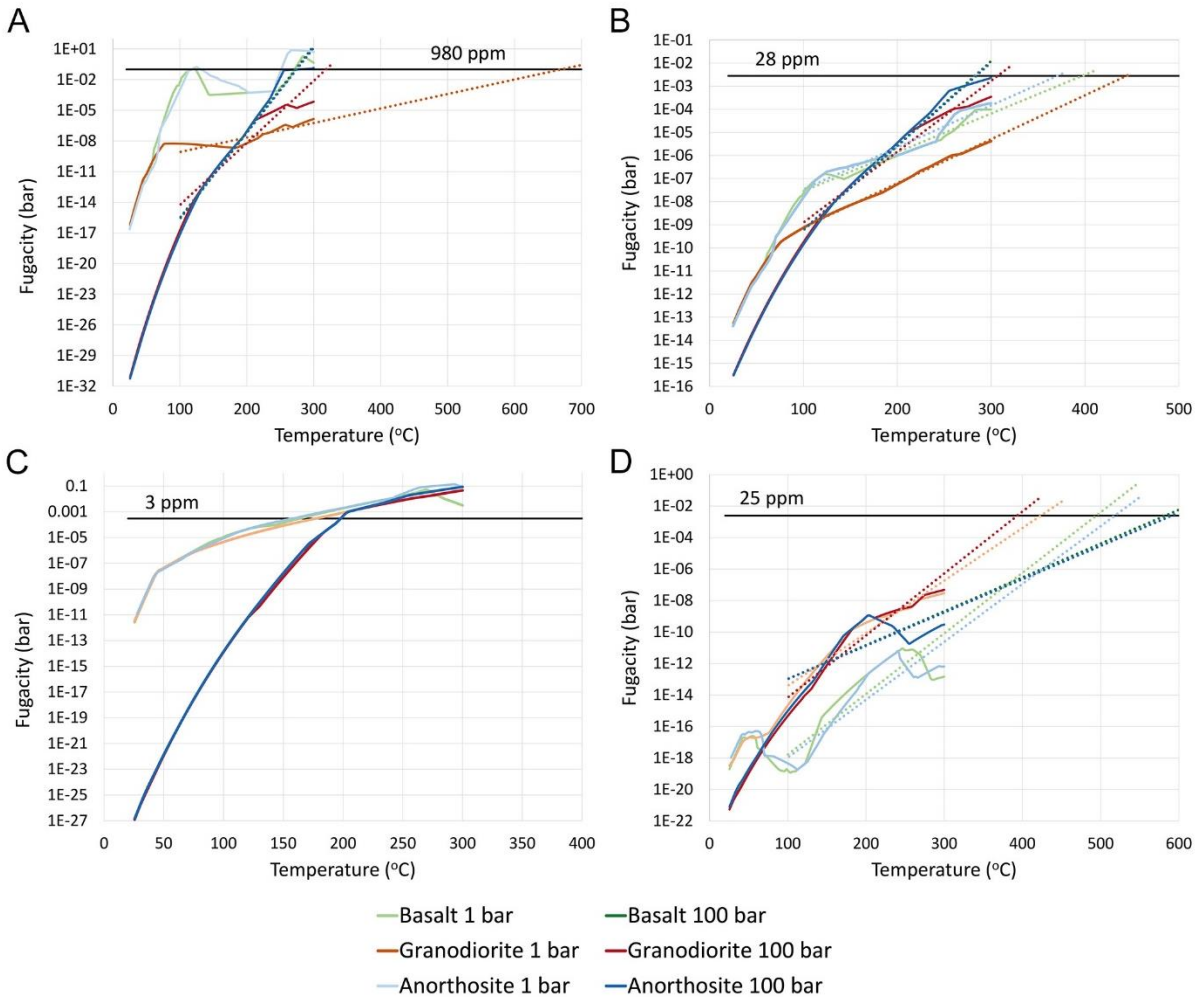 A
980 ppm
1E+01
1E-02
1E-05
1E-08
1E-11
1E-14
1E-17
1E-20
1E-23
1E-26
1E-29
1E-32
Fugacity (bar)
0 100 200 300 400 500 600 700
Temperature (°C)
B
28 ppm
1E-01
1E-02
1E-03
1E-04
1E-05
1E-06
1E-07
1E-08
1E-09
1E-10
1E-11
1E-12
1E-13
1E-14
1E-15
1E-16
Fugacity (bar)
0 100 200 300 400 500
Temperature (°C)
C
3 ppm
0.1
0.001
1E-05
1E-07
1E-09
1E-11
1E-13
1E-15
1E-17
1E-19
1E-21
1E-23
1E-25
1E-27
Fugacity (bar)
0 50 100 150 200 250 300 350 400
Temperature (°C)
D
25 ppm
1E+00
1E-02
1E-04
1E-06
1E-08
1E-10
1E-12
1E-14
1E-16
1E-18
1E-20
1E-22
Fugacity (bar)
0 100 200 300 400 500 600
Temperature (°C)
Basalt 1 bar Basalt 100 bar
Granodiorite 1 bar Granodiorite 100 bar
Anorthosite 1 bar Anorthosite 100 bar